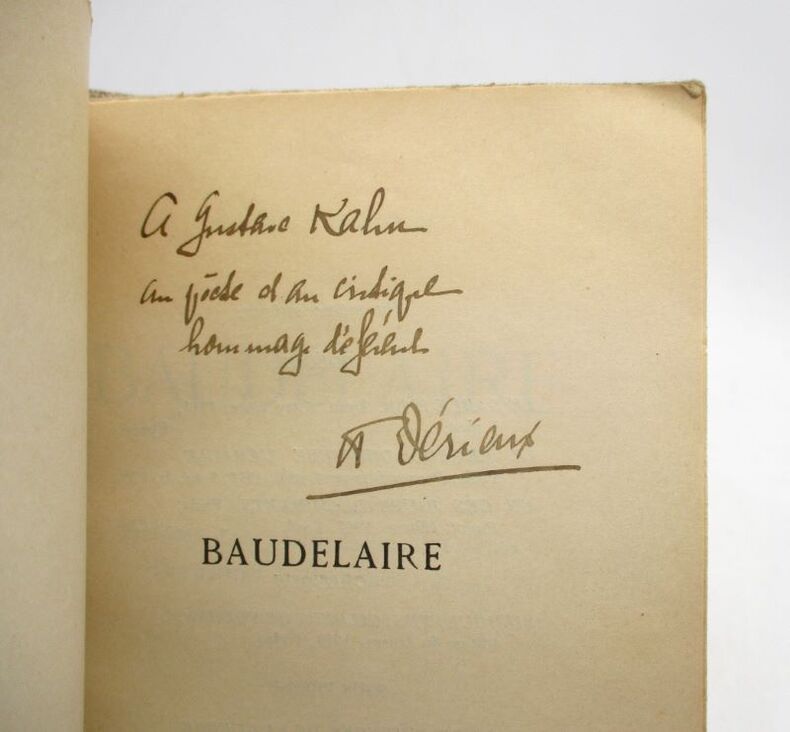 A Gustave Kahn
au poète et au critique
hommage déférent
A Dérieux
BAUDELAIRE